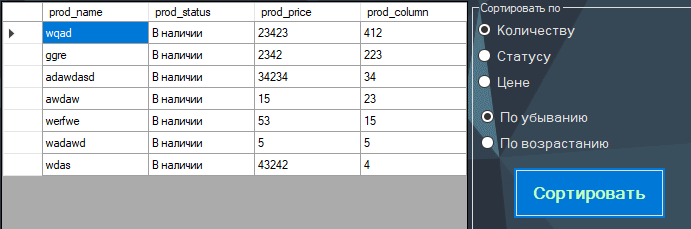 prod_name prod_status prod_price prod_column
wqad В наличии 23423 412
ggre В наличии 2342 223
adawdasd В наличии 34234 34
awdaw В наличии 15 23
werfwe В наличии 53 15
wadawd В наличии 5 5
wdas В наличии 43242 4
Сортировать по
Количеству
Статусу
Цене
По убыванию
По возрастанию
Сортировать